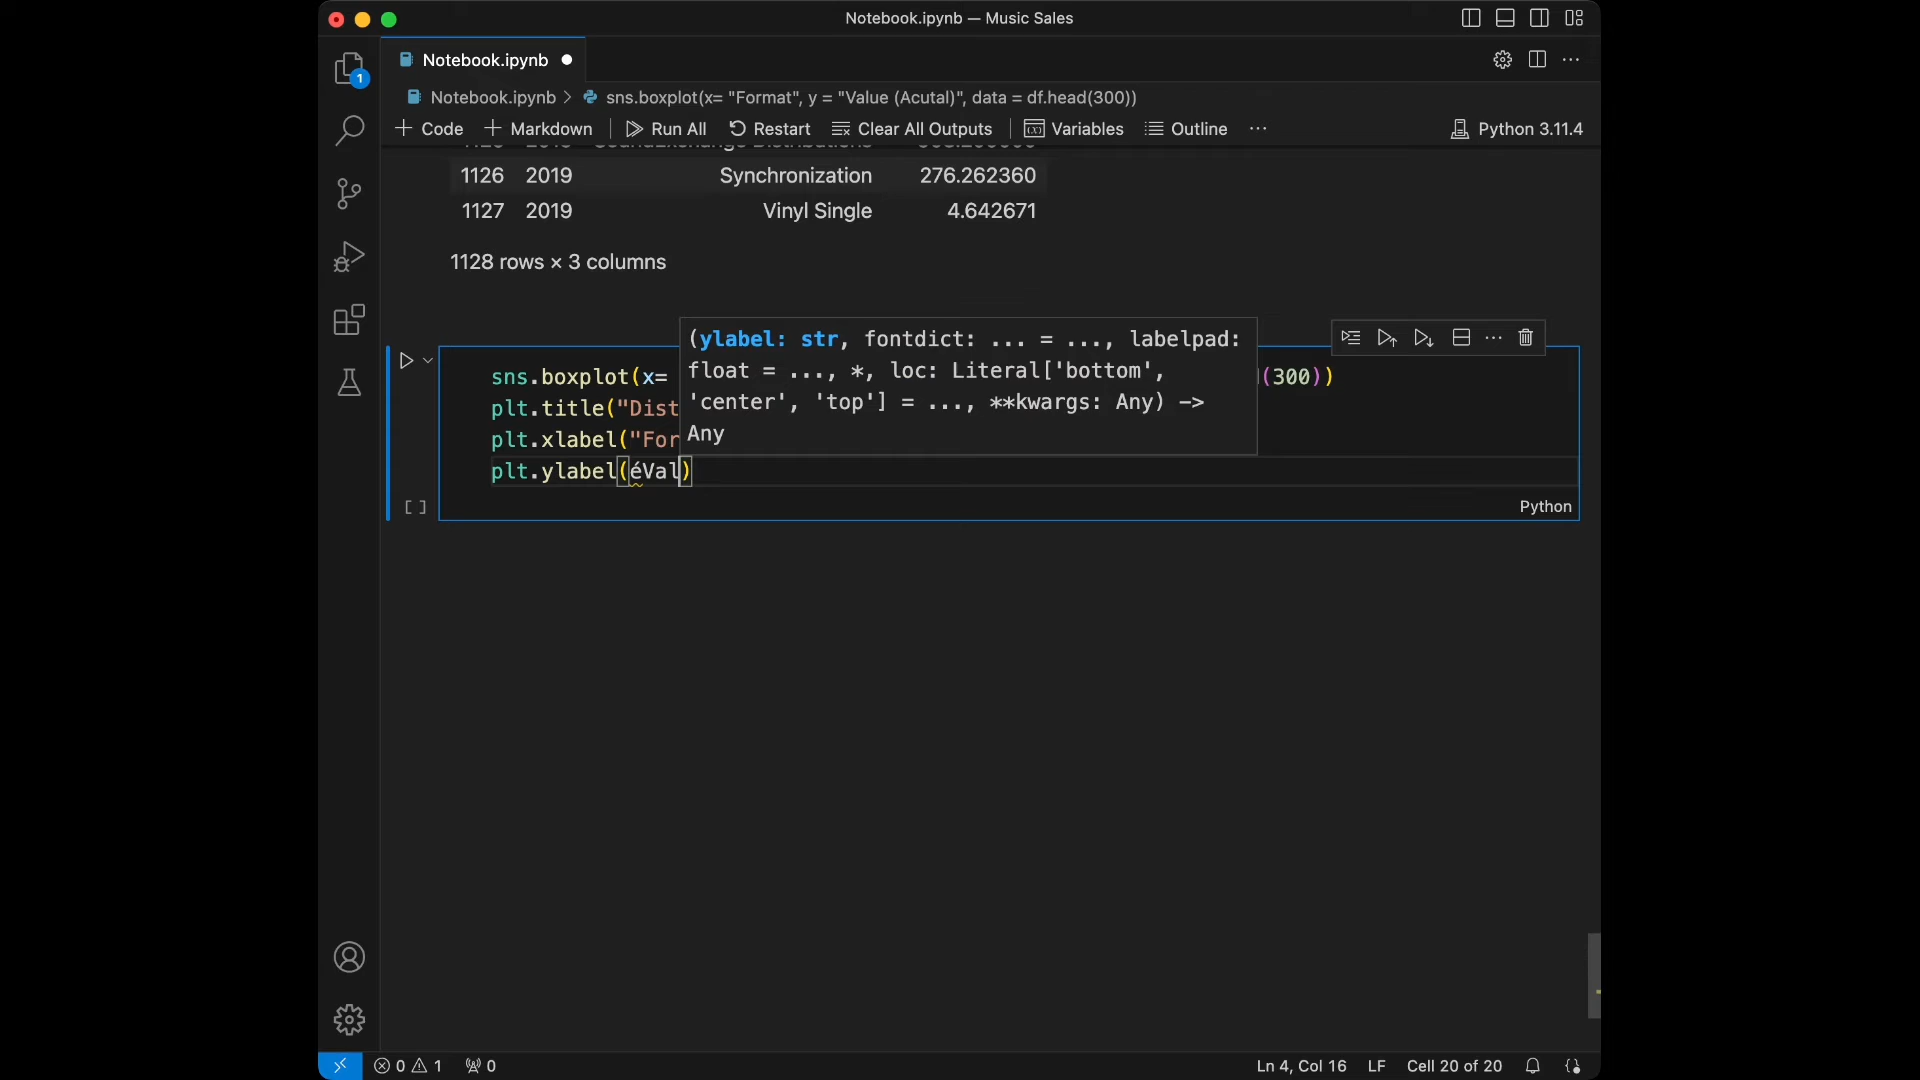 Notebook.ipynb — Music Sales
1
Notebook.ipynb
Notebook.ipynb > sns.boxplot(x= "Format", y = "Value (Acutal)", data = df.head(300))
Code Markdown Run All Restart Clear All Outputs Variables Outline ... Python 3.11.4
1126 2019 Synchronization 276.262360
1127 2019 Vinyl Single 4.642671
1128 rows × 3 columns
(ylabel: str, fontdict: ... = ..., labelpad:
float = ..., *, loc: Literal['bottom',
'center', 'top'] = ..., **kwargs: Any) ->
Any
sns.boxplot(x= (300))
plt.title("Dist
plt.xlabel("For
plt.ylabel(éVal)
[ ]
Python
0 1 0 Ln 4, Col 16 LF Cell 20 of 20